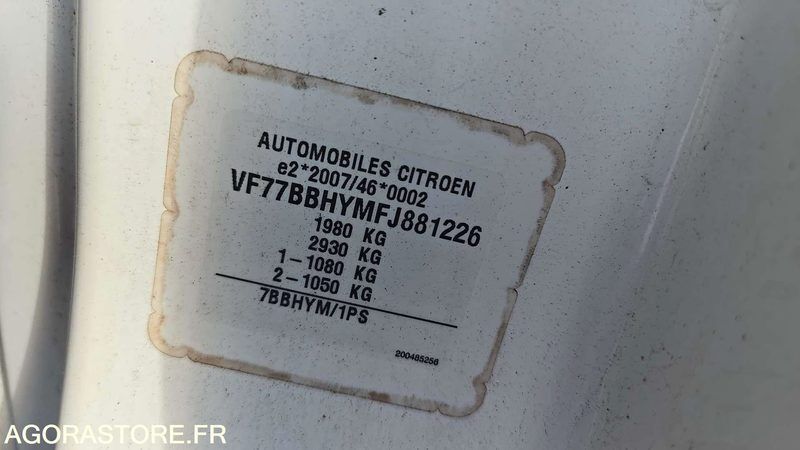 AUTOMOBILES CITROEN
e2*2007/46*0002
VF77BBHYMFJ881226
1980 KG
2930 KG
1-1080 KG
2-1050 KG
7BBHYM/1PS
200485256
AGORASTORE.FR